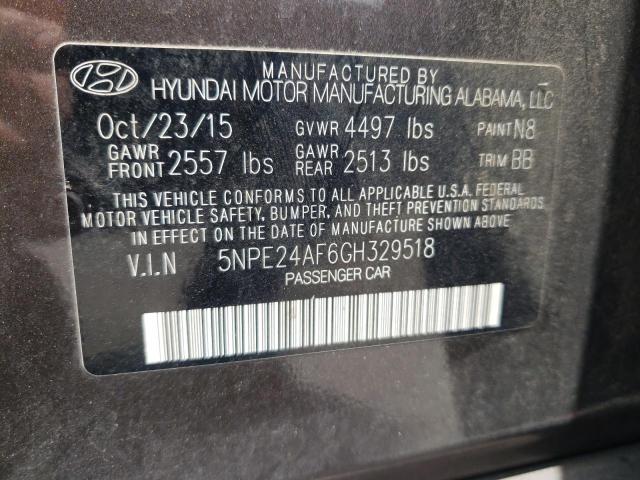 MANUFACTURED BY
HYUNDAI MOTOR MANUFACTURING ALABAMA, LLC
Oct/23/15 GVWR 4497 lbs PAINT N8
GAWR FRONT 2557 lbs GAWR REAR 2513 lbs TRIM BB
THIS VEHICLE CONFORMS TO ALL APPLICABLE U.S.A. FEDERAL
MOTOR VEHICLE SAFETY, BUMPER, AND THEFT PREVENTION STANDARDS
IN EFFECT ON THE DATE OF MANUFACTURE SHOWN ABOVE.
V.I.N 5NPE24AF6GH329518
PASSENGER CAR